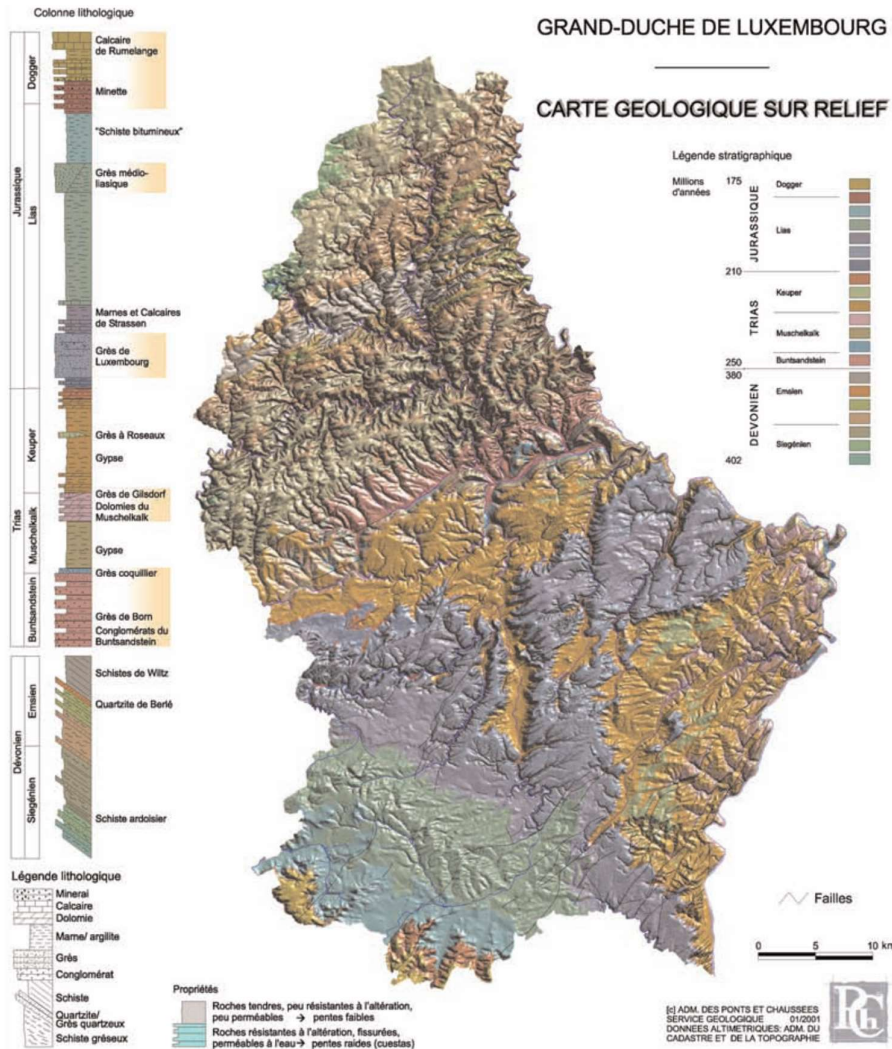 Colonne lithologique
GRAND-DUCHE DE LUXEMBOURG
CARTE GEOLOGIQUE SUR RELIEF
Jurassique
Dogger
Lias
Calcaire
de Rumelange
Minette
"Schiste bitumineux"
Grès médio-
liasique
Marnes et Calcaires
de Strassen
Grès de
Luxembourg
Trias
Keuper
Muschelkalk
Buntsandstein
Grès à Roseaux
Gypse
Grès de Gilsdorf
Dolomies du
Muschelkalk
Gypse
Grès coquillier
Grès de Born
Conglomérats du
Buntsandstein
Dévonien
Emsien
Siegénien
Schistes de Wiltz
Quartzite de Berlé
Schiste ardoisier
Légende lithologique
Minerai
Calcaire
Dolomie
Marne/ argilite
Grès
Conglomérat
Schiste
Quartzite/
Grès quartzeux
Schiste gréseux
Propriétés
Roches tendres, peu résistantes à l'altération,
peu perméables → pentes faibles
Roches résistantes à l'altération, fissurées,
perméables à l'eau → pentes raides (cuestas)
Légende stratigraphique
Millions
d'années
175
JURASSIQUE
Dogger
Lias
210
TRIAS
Keuper
Muschelkalk
Buntsandstein
250
380
DEVONIEN
Emsien
Siegénien
402
Failles
0 5 10 km
[c] ADM. DES PONTS ET CHAUSSEES
SERVICE GEOLOGIQUE 01/2001
DONNEES ALTIMETRIQUES: ADM. DU
CADASTRE ET DE LA TOPOGRAPHIE
PCh